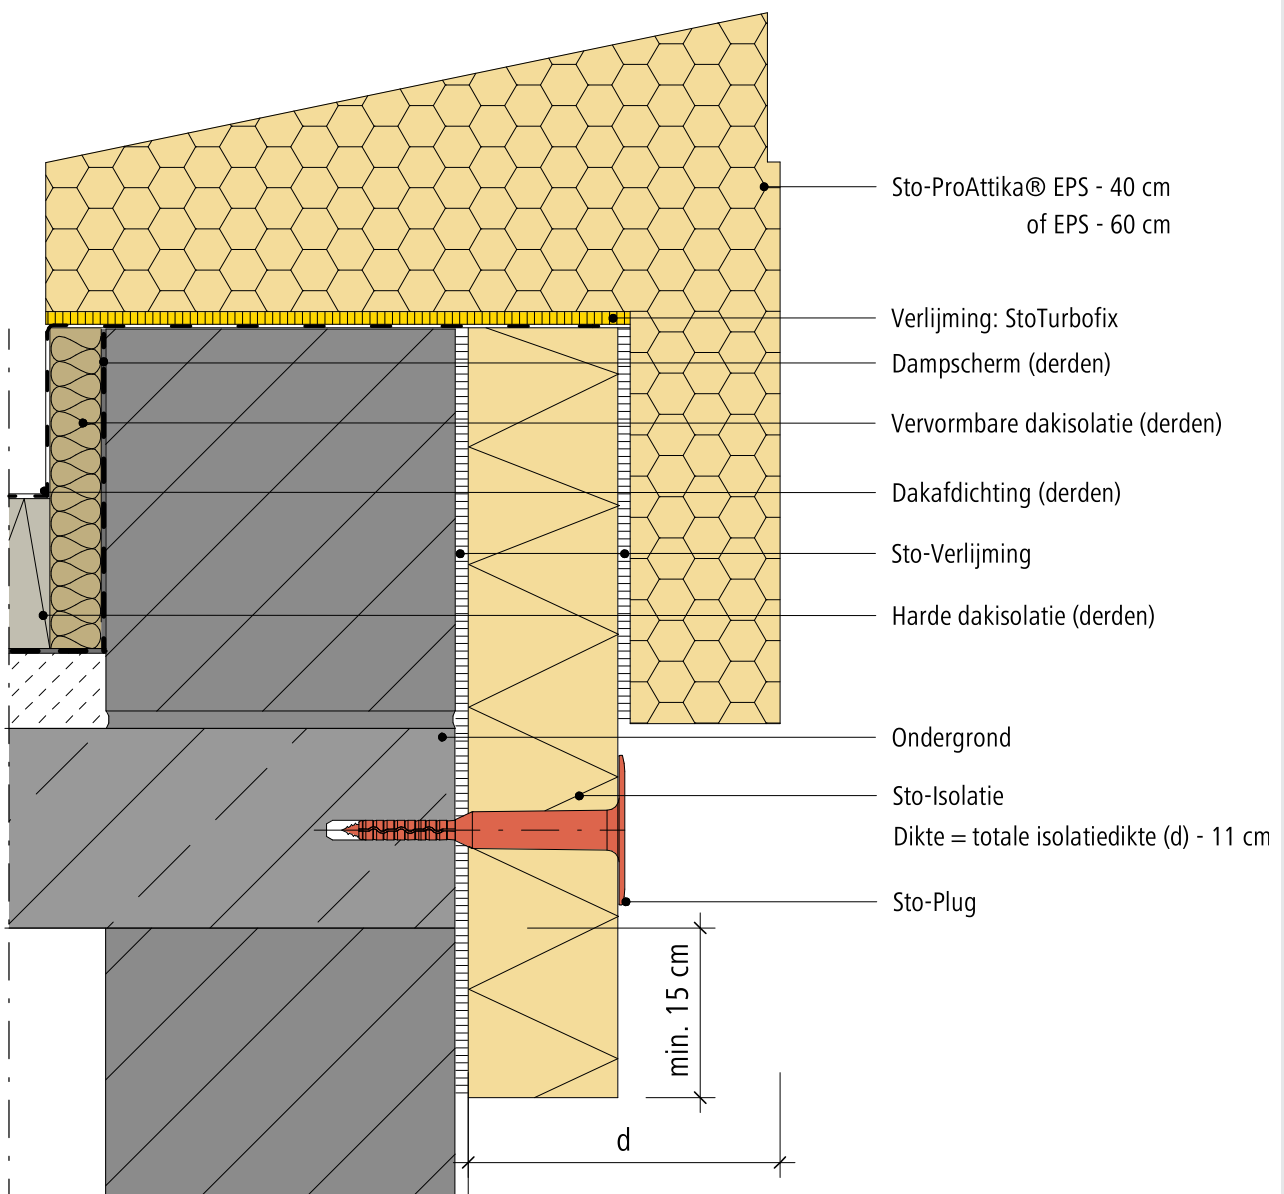 Sto-ProAttika® EPS - 40 cm
of EPS - 60 cm
Verlijming: StoTurbofix
Dampscherm (derden)
Vervormbare dakisolatie (derden)
Dakafdichting (derden)
Sto-Verlijming
Harde dakisolatie (derden)
Ondergrond
Sto-Isolatie
Dikte = totale isolatiedikte (d) - 11 cm
Sto-Plug
min. 15 cm
d